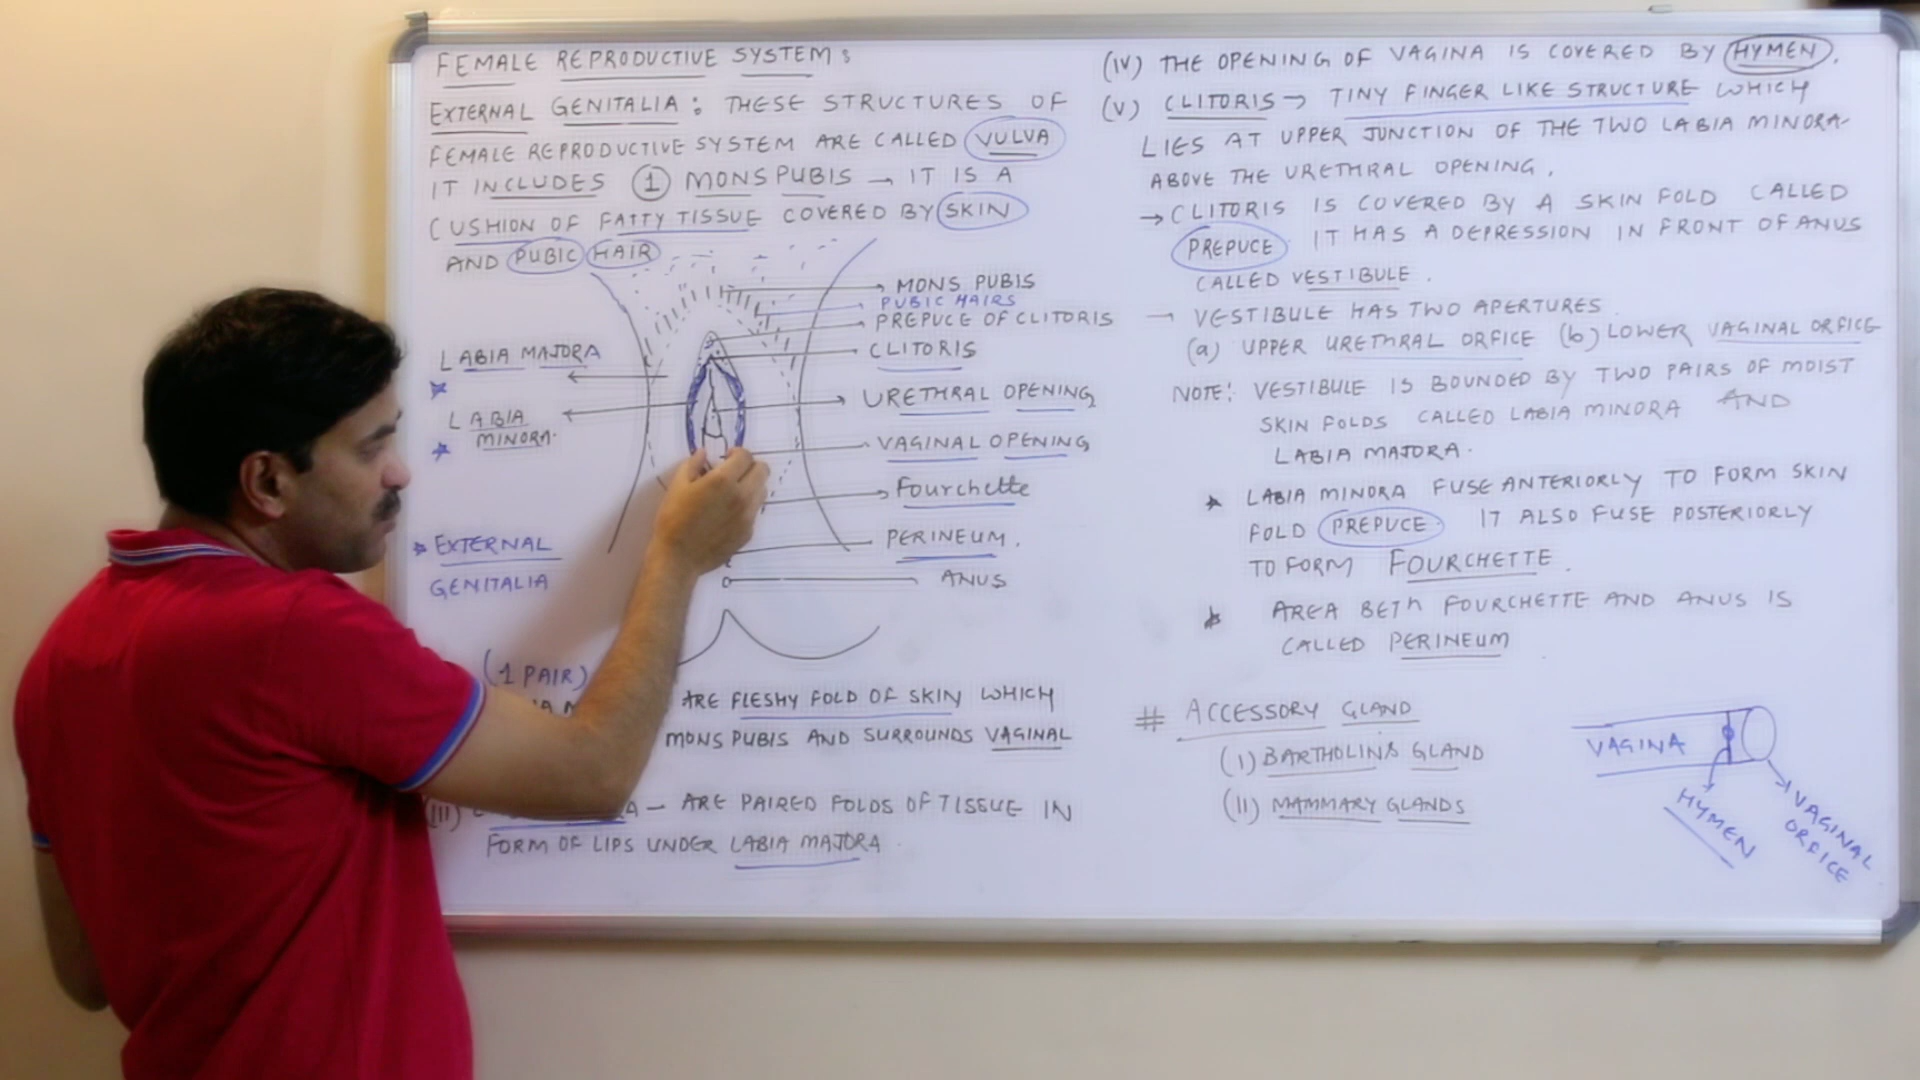 FEMALE REPRODUCTIVE SYSTEM:
EXTERNAL GENITALIA: THESE STRUCTURES OF
FEMALE REPRODUCTIVE SYSTEM ARE CALLED VULVA
IT INCLUDES 1 MONS PUBIS → IT IS A
CUSHION OF FATTY TISSUE COVERED BY SKIN
AND PUBIC HAIR
MONS PUBIS
PUBIC HAIRS
PREPUCE OF CLITORIS
CLITORIS
URETHRAL OPENING
VAGINAL OPENING
Fourchette
PERINEUM.
ANUS
LABIA MAJORA
LABIA
MINORA.
EXTERNAL
GENITALIA
(1 PAIR)
ARE FLESHY FOLD OF SKIN WHICH
MONS PUBIS AND SURROUNDS VAGINAL
(III) A — ARE PAIRED FOLDS OF TISSUE IN
FORM OF LIPS UNDER LABIA MAJORA.
(IV) THE OPENING OF VAGINA IS COVERED BY HYMEN.
(V) CLITORIS → TINY FINGER LIKE STRUCTURE WHICH
LIES AT UPPER JUNCTION OF THE TWO LABIA MINORA
ABOVE THE URETHRAL OPENING.
→ CLITORIS IS COVERED BY A SKIN FOLD CALLED
PREPUCE IT HAS A DEPRESSION IN FRONT OF ANUS
CALLED VESTIBULE.
→ VESTIBULE HAS TWO APERTURES
(a) UPPER URETHRAL ORFICE (b) LOWER VAGINAL ORFICE
NOTE: VESTIBULE IS BOUNDED BY TWO PAIRS OF MOIST
SKIN FOLDS CALLED LABIA MINORA AND
LABIA MAJORA.
LABIA MINORA FUSE ANTERIORLY TO FORM SKIN
FOLD PREPUCE. IT ALSO FUSE POSTERIORLY
TO FORM FOURCHETTE.
AREA BETn FOURCHETTE AND ANUS IS
CALLED PERINEUM
# ACCESSORY GLAND
(I) BARTHOLINS GLAND
(II) MAMMARY GLANDS
VAGINA
HYMEN
VAGINAL
ORFICE